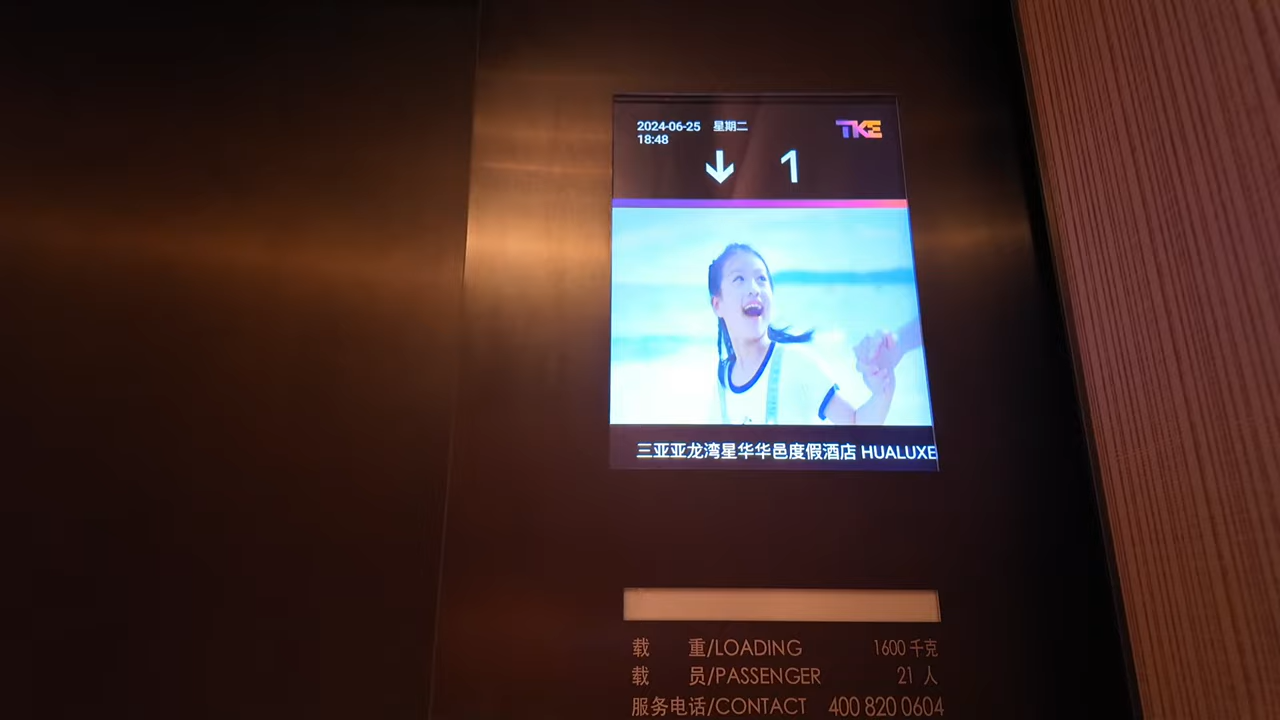 2024-06-25 星期二
18:48
TKE
1
三亚亚龙湾星华华邑度假酒店 HUALUXE
载 重/LOADING 1600 千克
载 员/PASSENGER 21 人
服务电话/CONTACT 400 820 0604